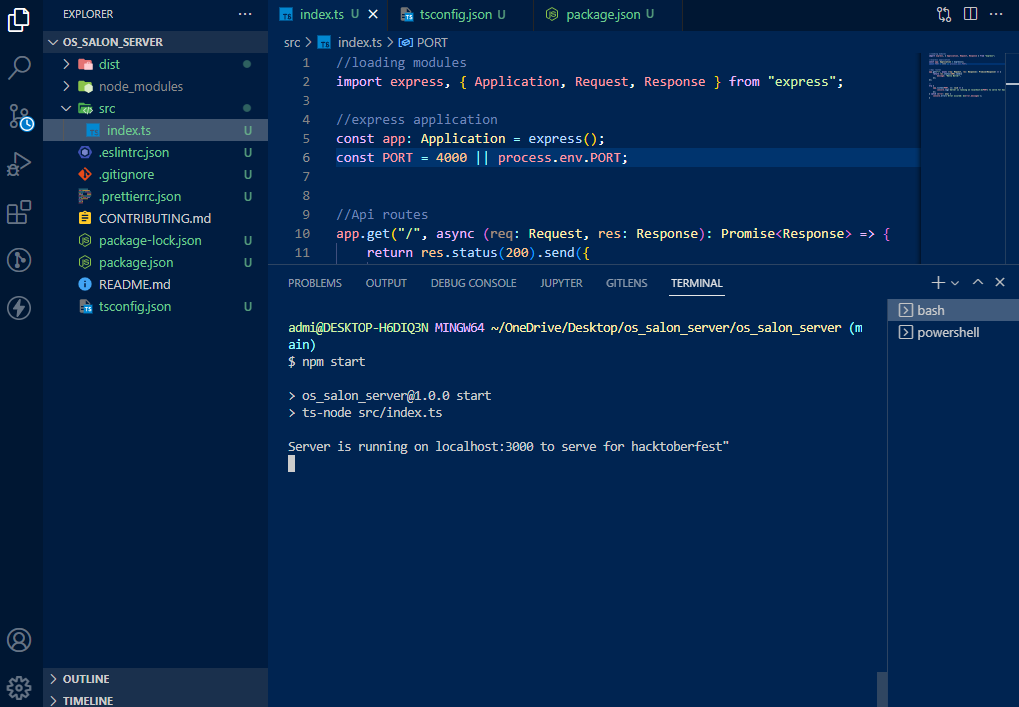 EXPLORER
index.ts U
tsconfig.json U
package.json U
OS_SALON_SERVER
dist
node_modules
src
index.ts U
.eslintrc.json U
.gitignore U
.prettierrc.json U
CONTRIBUTING.md
package-lock.json U
package.json U
README.md
tsconfig.json U
OUTLINE
TIMELINE
src > index.ts > PORT
1 //loading modules
2 import express, { Application, Request, Response } from "express";
3
4 //express application
5 const app: Application = express();
6 const PORT = 4000 || process.env.PORT;
7
8
9 //Api routes
10 app.get("/", async (req: Request, res: Response): Promise<Response> => {
11 return res.status(200).send({
PROBLEMS OUTPUT DEBUG CONSOLE JUPYTER GITLENS TERMINAL
admi@DESKTOP-H6DIQ3N MINGW64 ~/OneDrive/Desktop/os_salon_server/os_salon_server (m
ain)
$ npm start
> os_salon_server@1.0.0 start
> ts-node src/index.ts
Server is running on localhost:3000 to serve for hacktoberfest"
bash
powershell